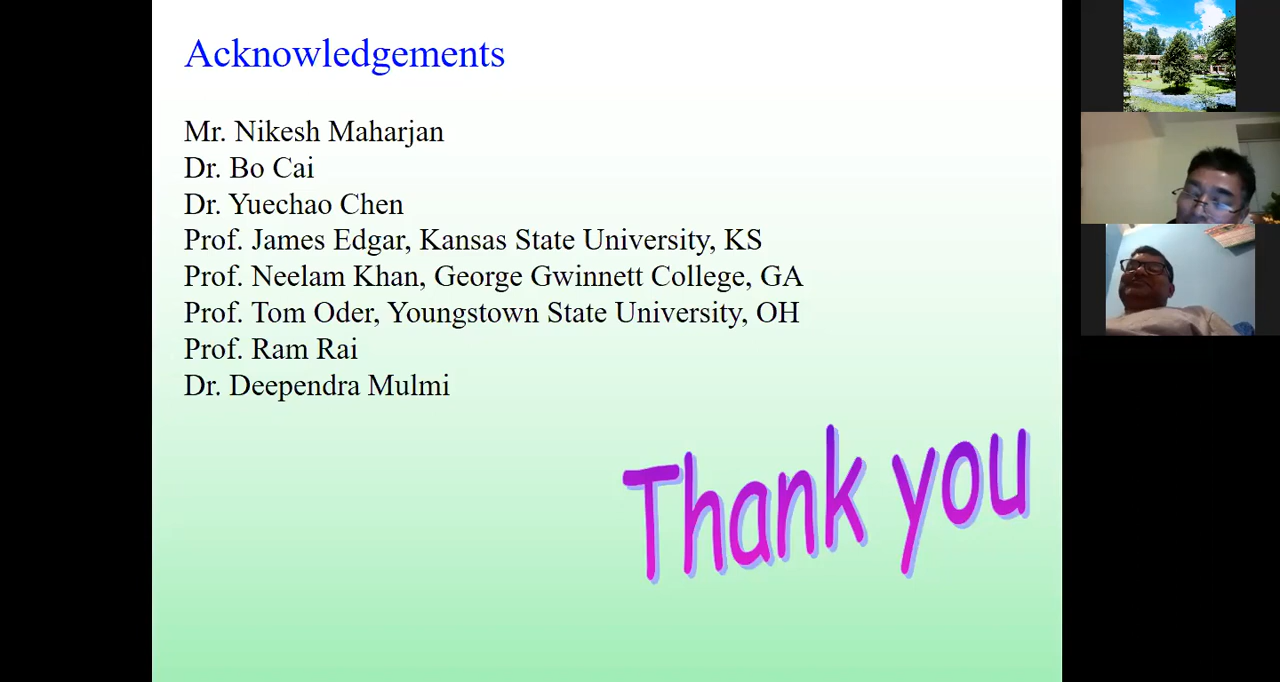 Acknowledgements
Mr. Nikesh Maharjan
Dr. Bo Cai
Dr. Yuechao Chen
Prof. James Edgar, Kansas State University, KS
Prof. Neelam Khan, George Gwinnett College, GA
Prof. Tom Oder, Youngstown State University, OH
Prof. Ram Rai
Dr. Deependra Mulmi
Thank you